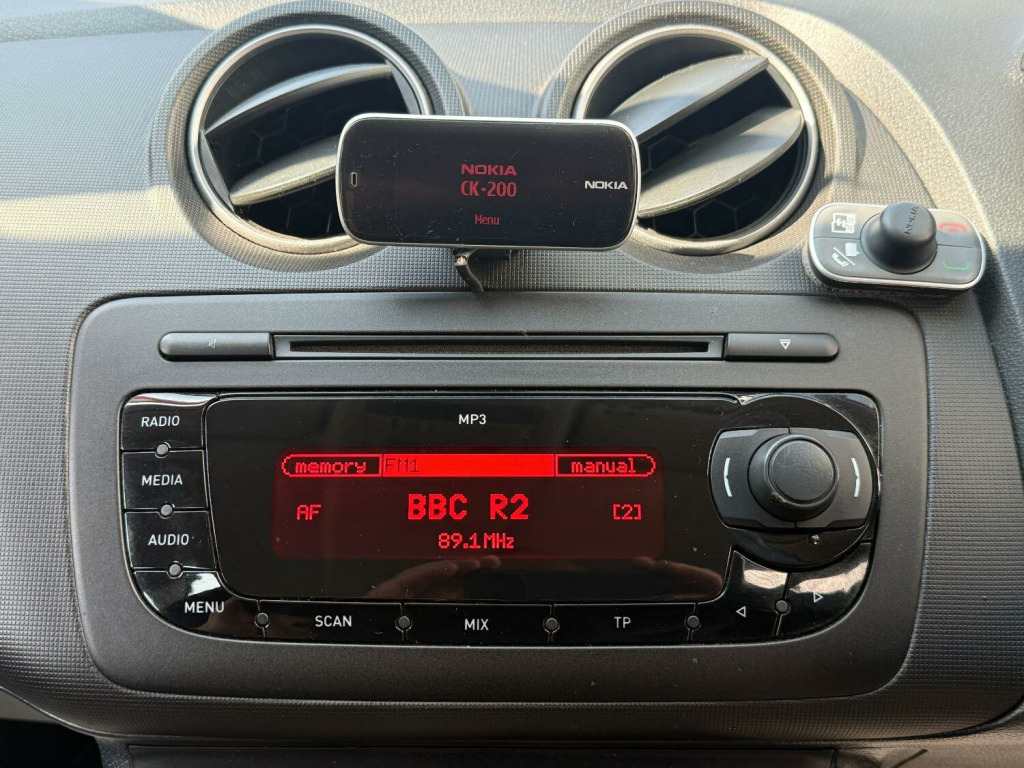 NOKIA
CK-200
Menu
NOKIA
NOKIA
RADIO
MEDIA
AUDIO
MENU
MP3
memory FM1 manual
AF BBC R2 [2]
89.1 MHz
SCAN MIX TP